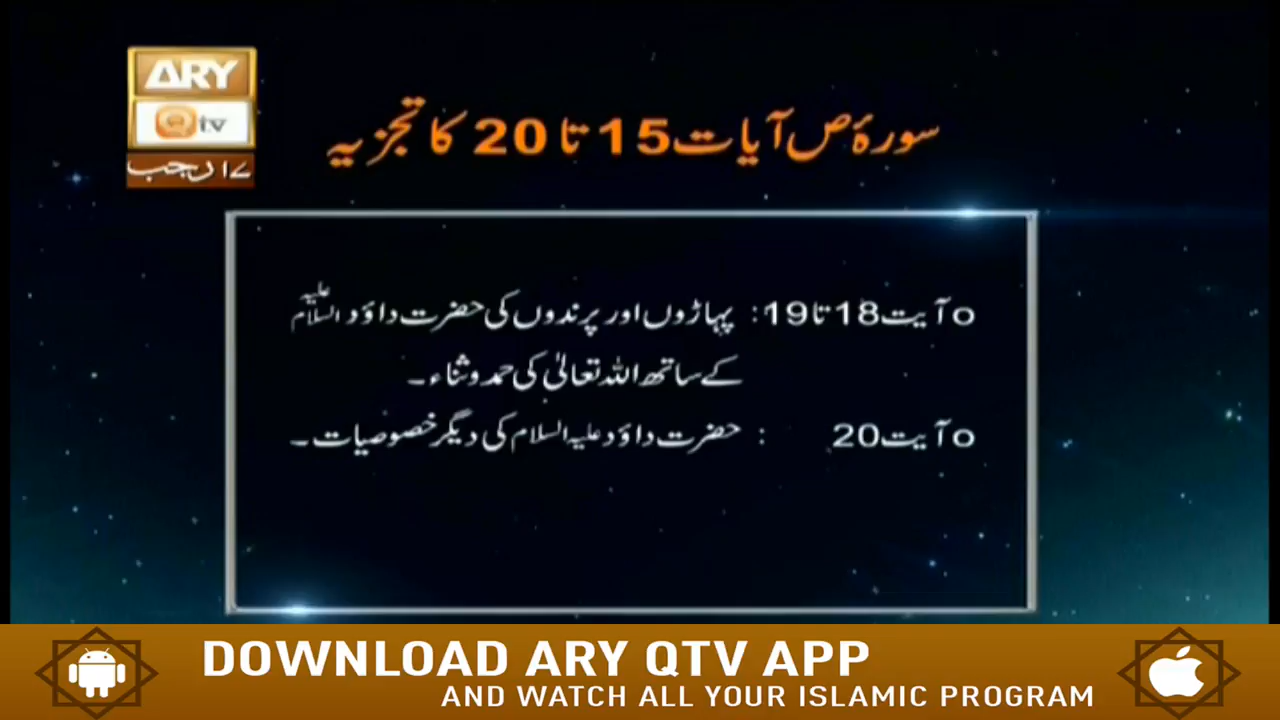 ARY
Qtv
۱۷ رجب
سورۂ ص آیات 15 تا 20 کا تجزیہ
o آیت 18 تا 19: پہاڑوں اور پرندوں کی حضرت داؤد علیہ السلام
کے ساتھ اللہ تعالیٰ کی حمد و ثناء۔
o آیت 20 : حضرت داؤد علیہ السلام کی دیگر خصوصیات۔
DOWNLOAD ARY QTV APP
AND WATCH ALL YOUR ISLAMIC PROGRAM